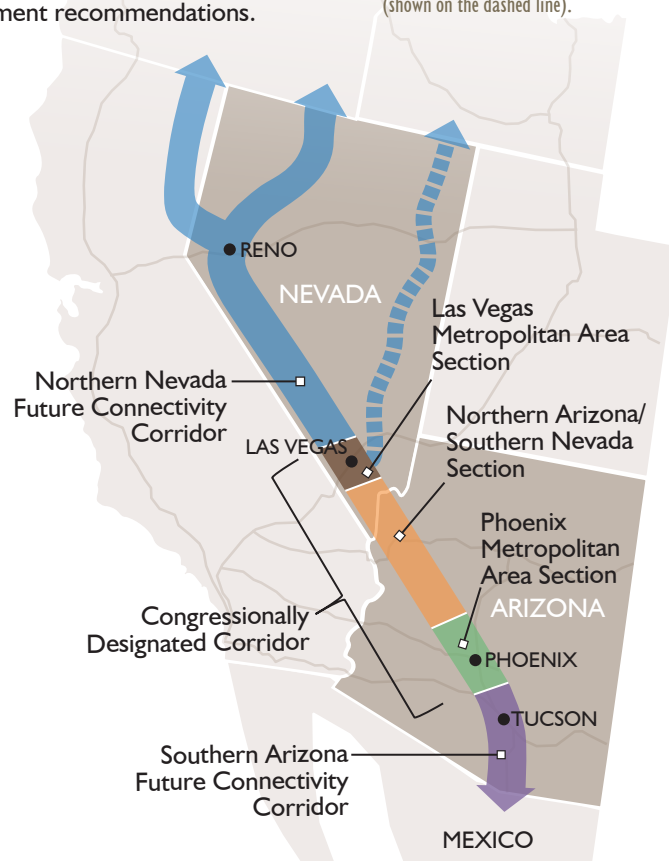 ment recommendations.
(shown on the dashed line).
RENO
NEVADA
Las Vegas
Metropolitan Area
Section
Northern Nevada
Future Connectivity
Corridor
Northern Arizona/
Southern Nevada
Section
LAS VEGAS
Phoenix
Metropolitan
Area Section
ARIZONA
Congressionally
Designated Corridor
PHOENIX
TUCSON
Southern Arizona
Future Connectivity
Corridor
MEXICO